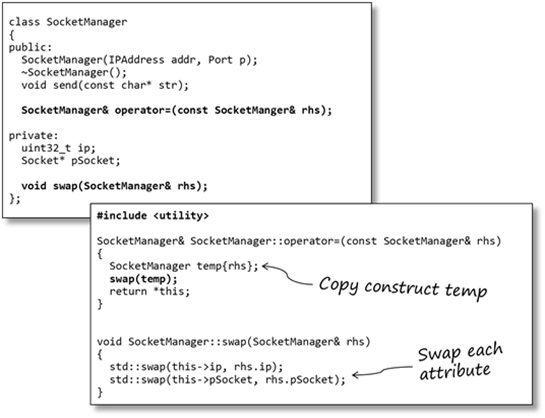 class SocketManager
{
public:
SocketManager(IPAddress addr, Port p);
~SocketManager();
void send(const char* str);
SocketManager& operator=(const SocketManger& rhs);
private:
uint32_t ip;
Socket* pSocket;
void swap(SocketManager& rhs);
};
#include <utility>
SocketManager& SocketManager::operator=(const SocketManager& rhs)
{
SocketManager temp{rhs};
swap(temp);
return *this;
}
Copy construct temp
void SocketManager::swap(SocketManager& rhs)
{
std::swap(this->ip, rhs.ip);
std::swap(this->pSocket, rhs.pSocket);
}
Swap each
attribute